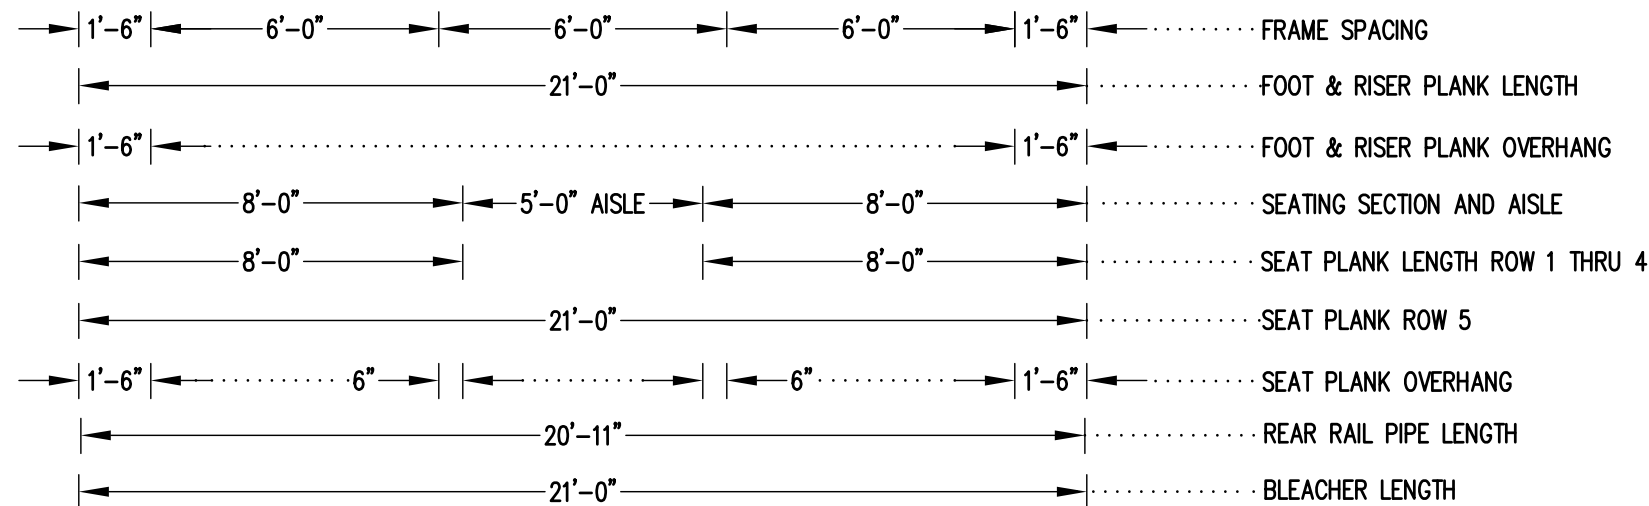 1'-6" 6'-0" 6'-0" 6'-0" 1'-6" FRAME SPACING
21'-0" FOOT & RISER PLANK LENGTH
1'-6" 1'-6" FOOT & RISER PLANK OVERHANG
8'-0" 5'-0" AISLE 8'-0" SEATING SECTION AND AISLE
8'-0" 8'-0" SEAT PLANK LENGTH ROW 1 THRU 4
21'-0" SEAT PLANK ROW 5
1'-6" 6" 6" 1'-6" SEAT PLANK OVERHANG
20'-11" REAR RAIL PIPE LENGTH
21'-0" BLEACHER LENGTH